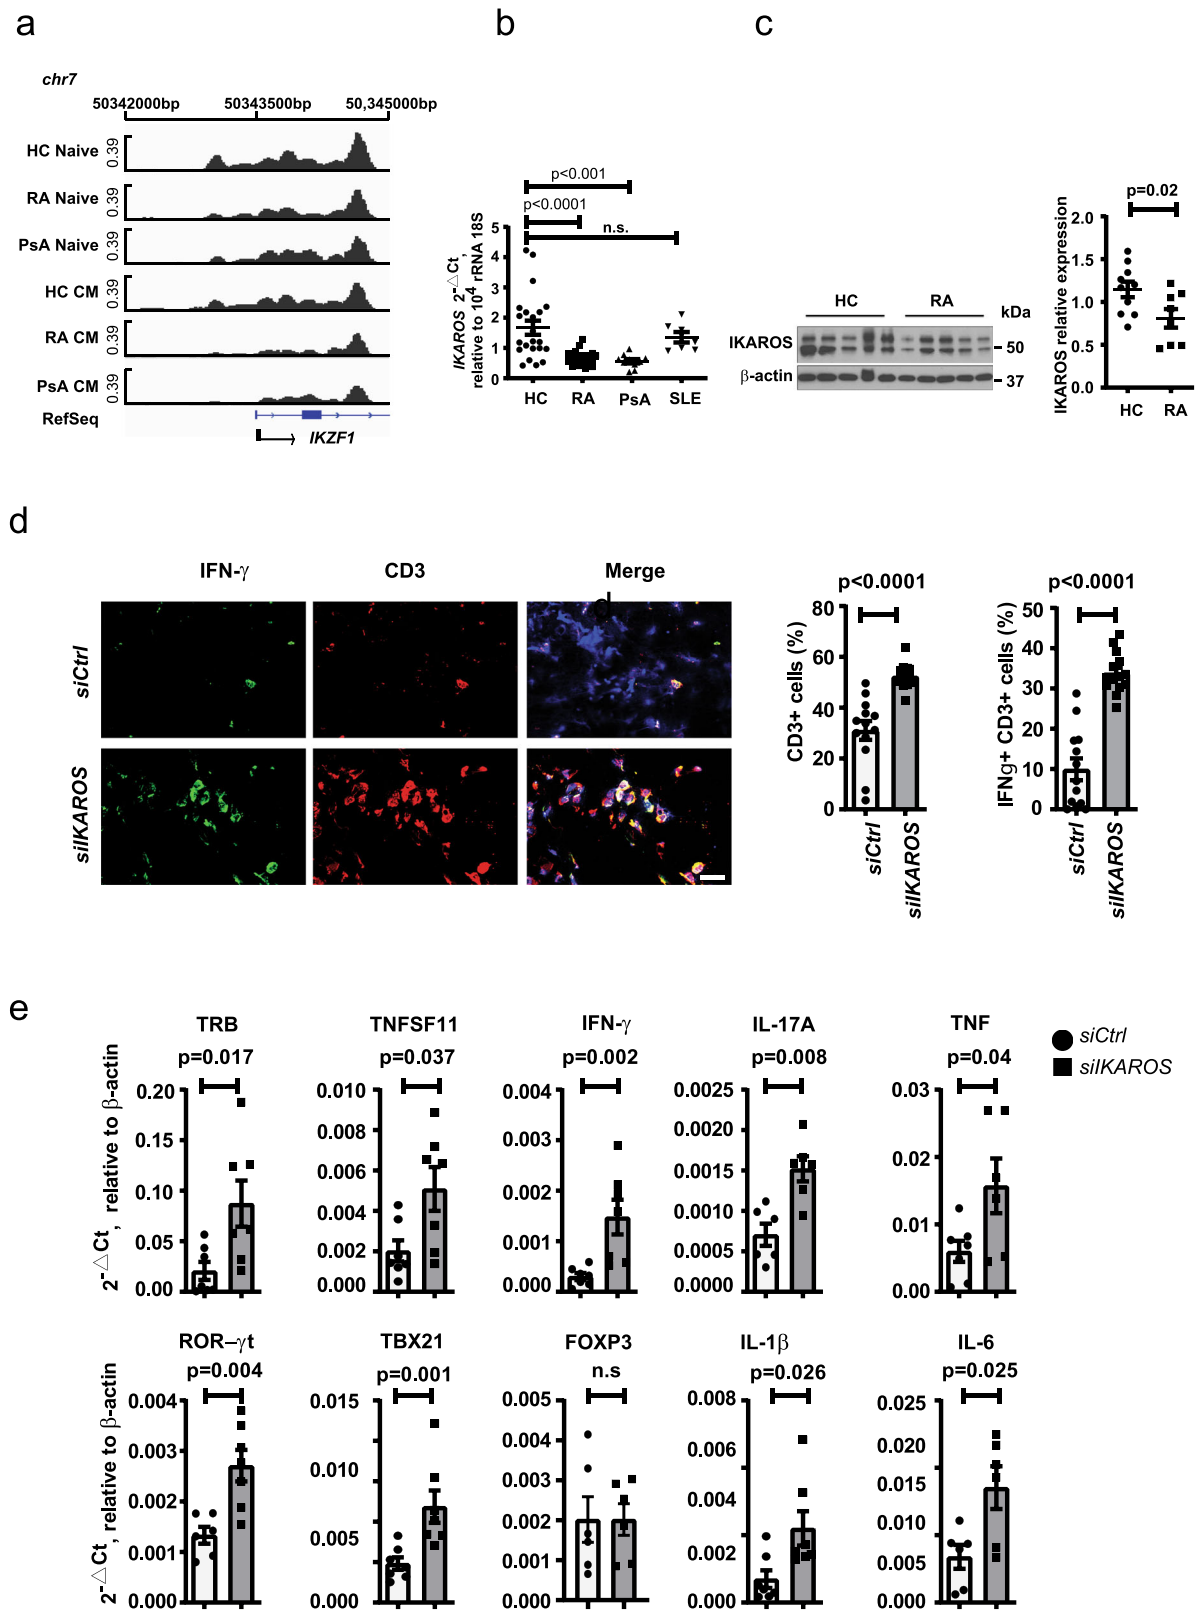 a
chr7
50342000bp 50343500bp 50,345000bp
HC Naive 0.39
RA Naive 0.39
PsA Naive 0.39
HC CM 0.39
RA CM 0.39
PsA CM 0.39
RefSeq
IKZF1
b
p<0.001
p<0.0001
n.s.
IKAROS 2-△Ct,
relative to 10⁴ rRNA 18S
5
4
3
2
1
0
HC RA PsA SLE
c
HC RA kDa
IKAROS 50
β-actin 37
p=0.02
IKAROS relative expression
2.0
1.5
1.0
0.5
0.0
HC RA
d
IFN-γ CD3 Merge
d
siCtrl
siIKAROS
p<0.0001
CD3+ cells (%)
80
60
40
20
0
siCtrl siIKAROS
p<0.0001
IFNg+ CD3+ cells (%)
50
40
30
20
10
0
siCtrl siIKAROS
e
siCtrl
siIKAROS
2-△Ct, relative to β-actin
TRB
p=0.017
0.20
0.15
0.10
0.05
0.00
TNFSF11
p=0.037
0.010
0.008
0.006
0.004
0.002
0.000
IFN-γ
p=0.002
0.004
0.003
0.002
0.001
0.000
IL-17A
p=0.008
0.0025
0.0020
0.0015
0.0010
0.0005
0.0000
TNF
p=0.04
0.03
0.02
0.01
0.00
2-△Ct, relative to β-actin
ROR–γt
p=0.004
0.004
0.003
0.002
0.001
0.000
TBX21
p=0.001
0.015
0.010
0.005
0.000
FOXP3
n.s
0.005
0.004
0.003
0.002
0.001
0.000
IL-1β
p=0.026
0.008
0.006
0.004
0.002
0.000
IL-6
p=0.025
0.025
0.020
0.015
0.010
0.005
0.000